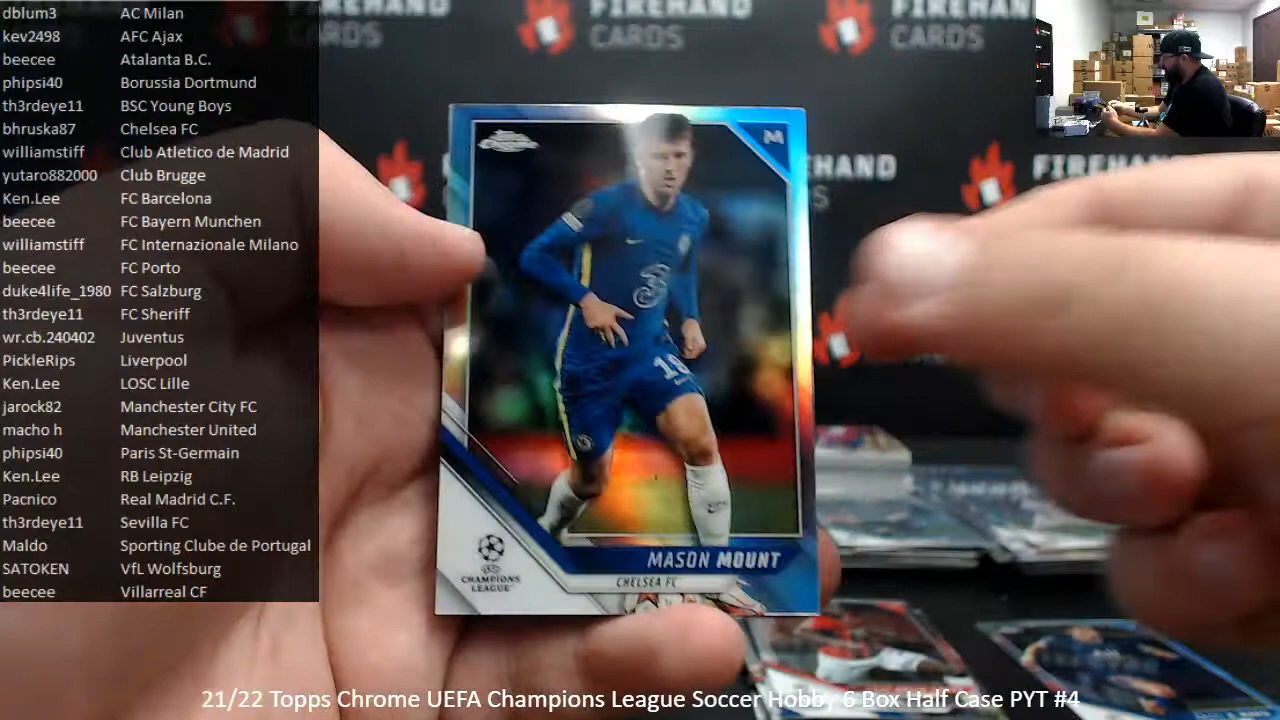 dblum3 AC Milan
kev2498 AFC Ajax
beecee Atalanta B.C.
phipsi40 Borussia Dortmund
th3rdeye11 BSC Young Boys
bhruska87 Chelsea FC
williamstiff Club Atletico de Madrid
yutaro882000 Club Brugge
Ken.Lee FC Barcelona
beecee FC Bayern Munchen
williamstiff FC Internazionale Milano
beecee FC Porto
duke4life_1980 FC Salzburg
th3rdeye11 FC Sheriff
wr.cb.240402 Juventus
PickleRips Liverpool
Ken.Lee LOSC Lille
jarock82 Manchester City FC
macho h Manchester United
phipsi40 Paris St-Germain
Ken.Lee RB Leipzig
Pacnico Real Madrid C.F.
th3rdeye11 Sevilla FC
Maldo Sporting Clube de Portugal
SATOKEN VfL Wolfsburg
beecee Villarreal CF
FIREHAND
CARDS
FIREHAND
CARDS
Topps
Chrome
M
3
19
MASON MOUNT
CHELSEA FC
UEFA
CHAMPIONS
LEAGUE
FIREHAND
21/22 Topps Chrome UEFA Champions League Soccer Hobby 6 Box Half Case PYT #4